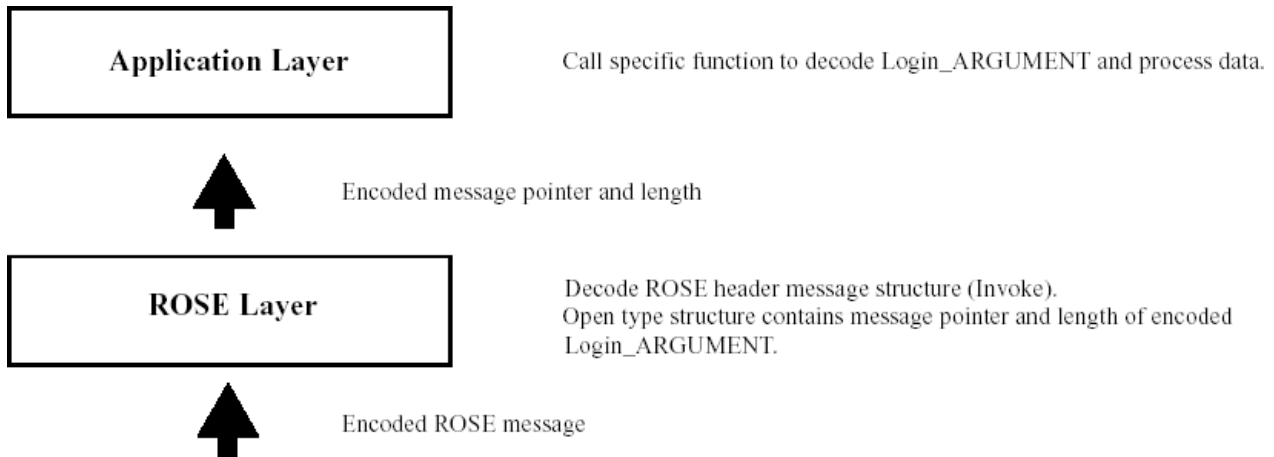 Application Layer
Call specific function to decode Login_ARGUMENT and process data.
Encoded message pointer and length
ROSE Layer
Decode ROSE header message structure (Invoke).
Open type structure contains message pointer and length of encoded
Login_ARGUMENT.
Encoded ROSE message